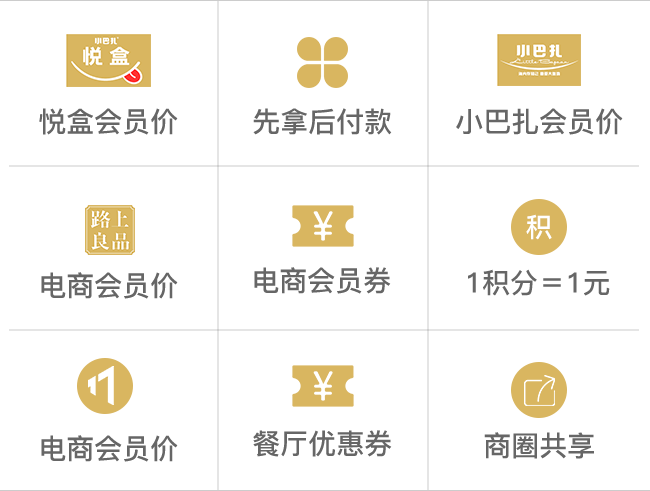 小巴扎
悦盒
悦盒会员价
先拿后付款
小巴扎
小巴扎会员价
路上
良品
电商会员价
¥
电商会员券
积
1积分=1元
17
电商会员价
¥
餐厅优惠券
商圈共享